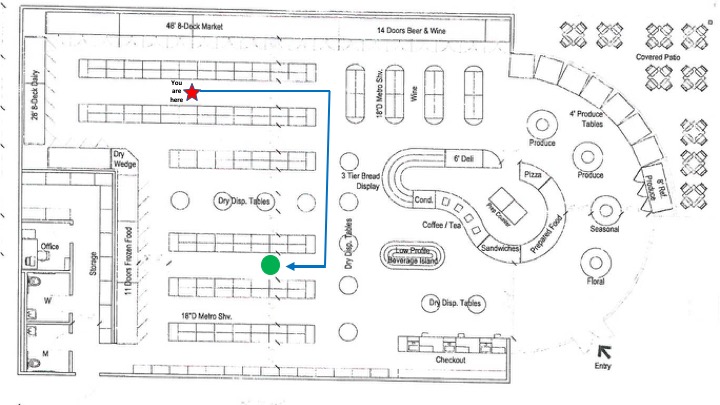 48' 8-Deck Market
14 Doors Beer & Wine
Covered Patio
You
are
here
26' 8-Deck Dairy
18"D Metro Shv.
Wine
4' Produce
Tables
Produce
Dry
Wedge
6' Deli
Produce
3 Tier Bread
Display
Pizza
8' Ref.
Produce
Dry Disp. Tables
Cond.
Prep Counter
Seasonal
Coffee / Tea
Prepared Food
Sandwiches
Office
Storage
11 Doors Frozen Food
Dry Disp. Tables
Low Profile
Beverage Island
Floral
W
Dry Disp. Tables
18"D Metro Shv.
M
Checkout
Entry